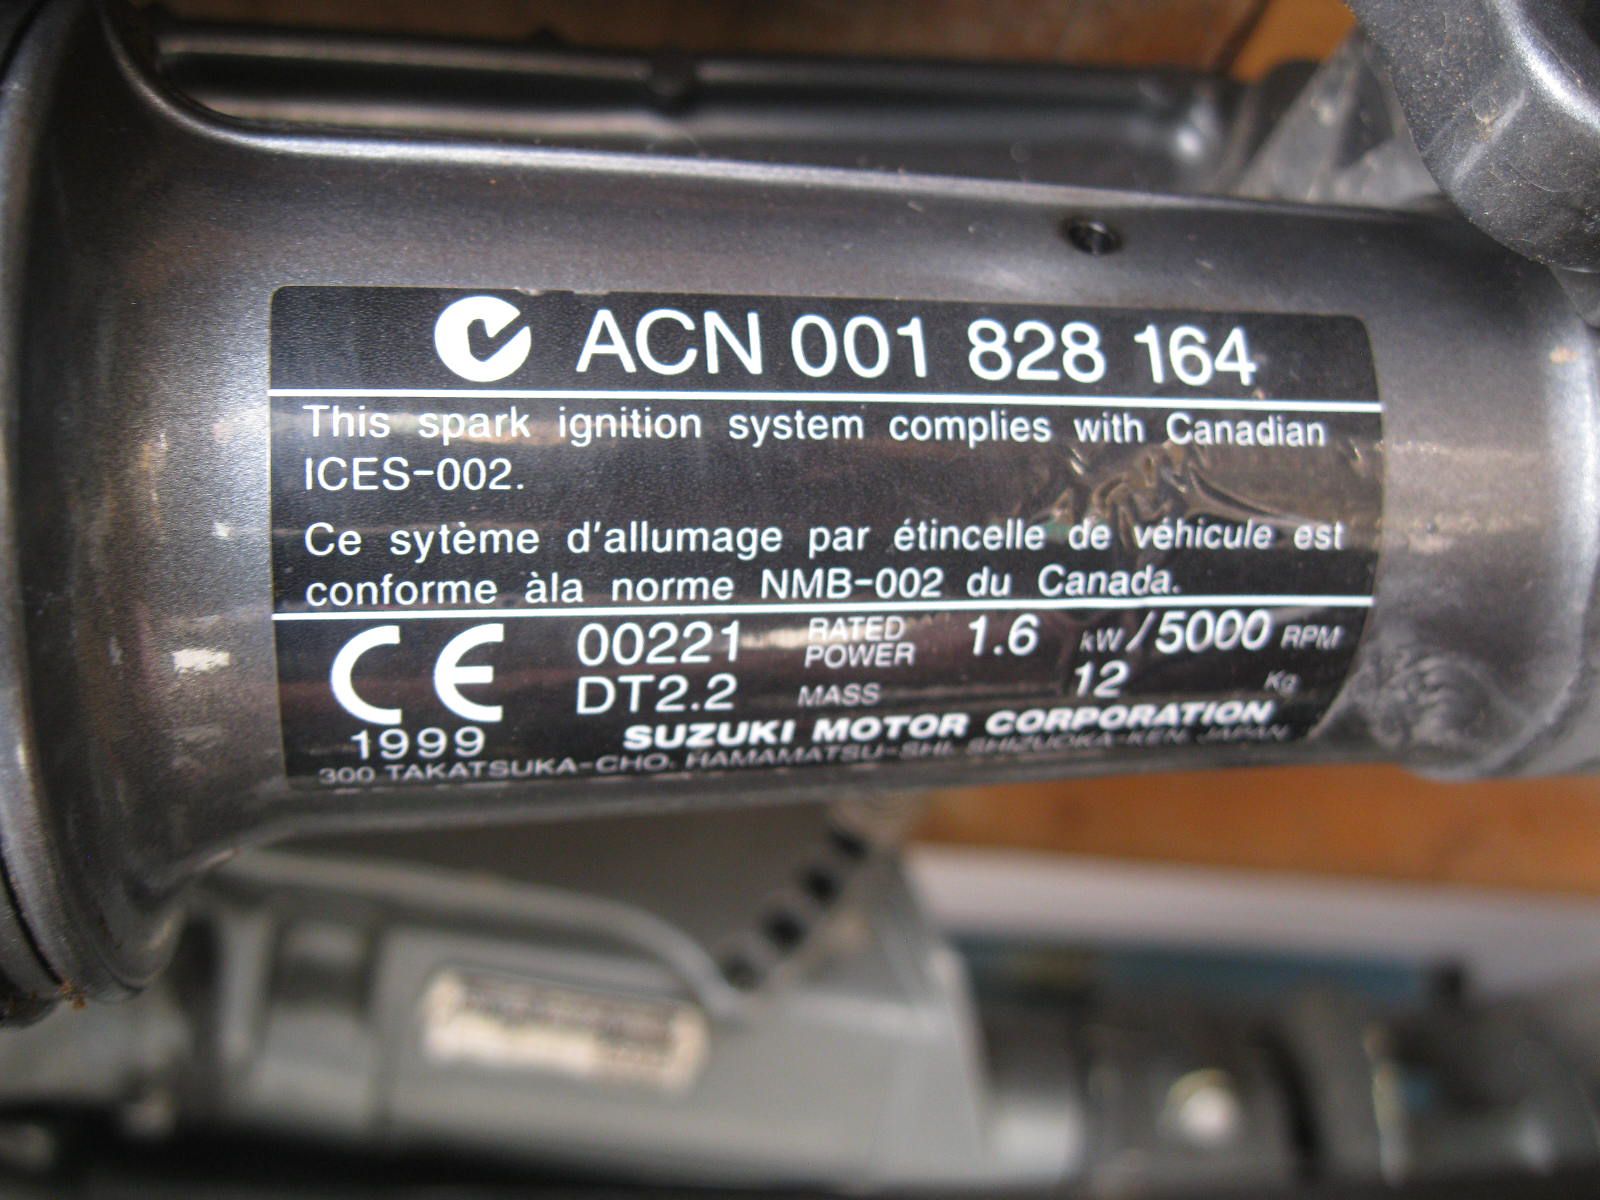 ACN 001 828 164
This spark ignition system complies with Canadian
ICES-002.
Ce sytème d'allumage par étincelle de véhicule est
conforme àla norme NMB-002 du Canada.
CE 00221 RATED POWER 1.6 kW/5000 RPM
DT2.2 MASS 12 Kg
1999 SUZUKI MOTOR CORPORATION
300 TAKATSUKA-CHO, HAMAMATSU-SHI, SHIZUOKA-KEN, JAPAN